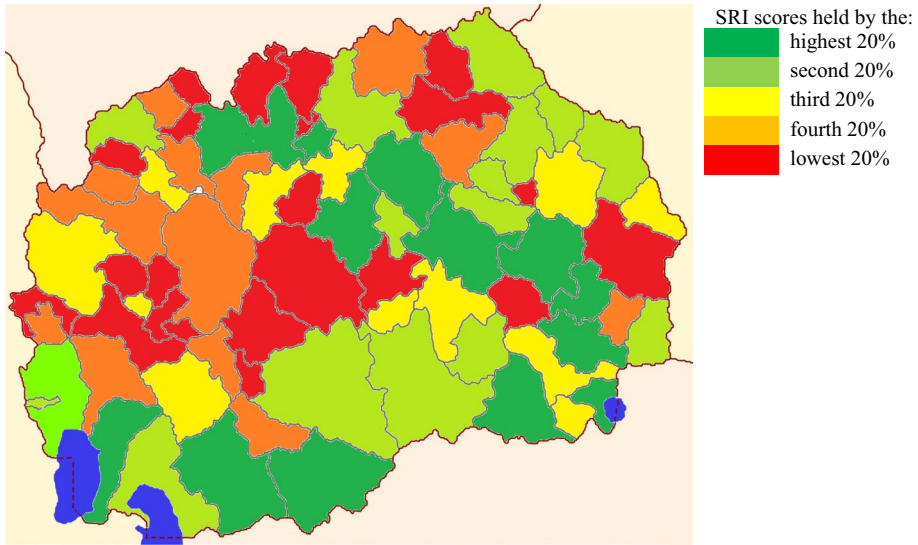 SRI scores held by the:
highest 20%
second 20%
third 20%
fourth 20%
lowest 20%